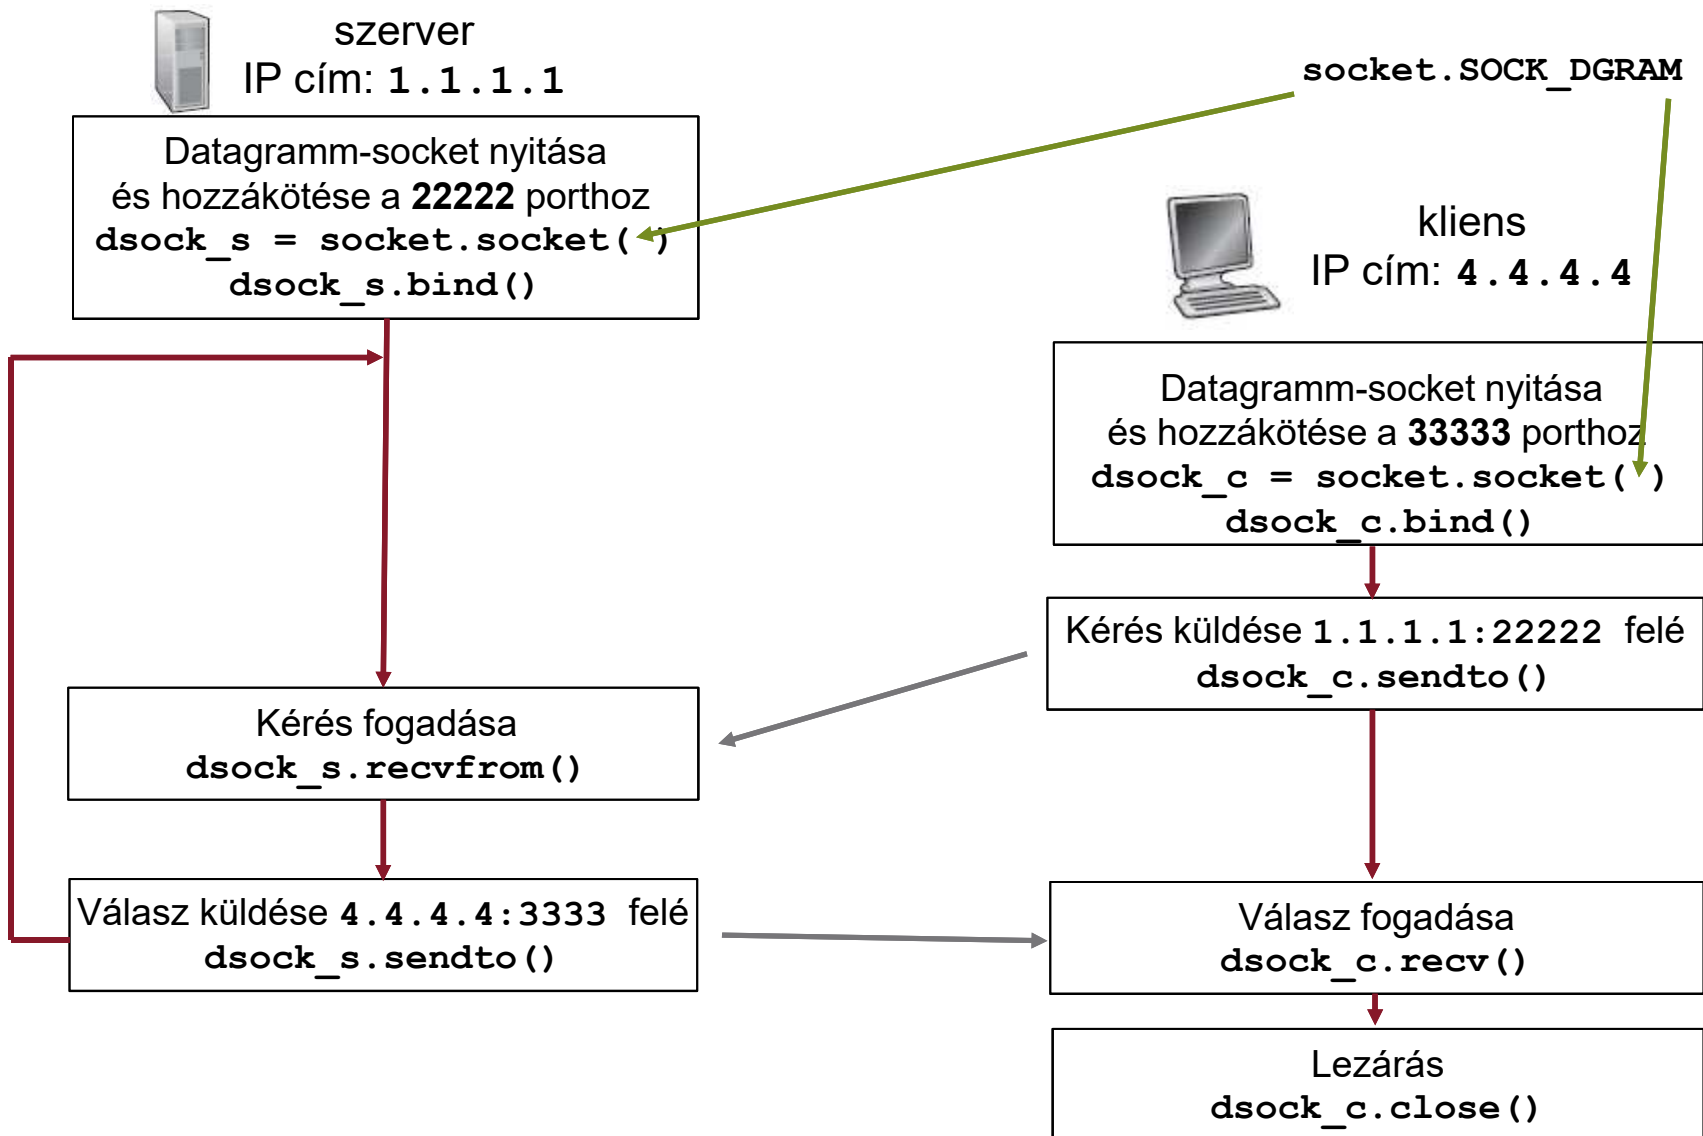 szerver
IP cím: 1.1.1.1
socket.SOCK_DGRAM
Datagramm-socket nyitása
és hozzákötése a 22222 porthoz
dsock_s = socket.socket( )
dsock_s.bind()
kliens
IP cím: 4.4.4.4
Datagramm-socket nyitása
és hozzákötése a 33333 porthoz
dsock_c = socket.socket( )
dsock_c.bind()
Kérés küldése 1.1.1.1:22222 felé
dsock_c.sendto()
Kérés fogadása
dsock_s.recvfrom()
Válasz küldése 4.4.4.4:3333 felé
dsock_s.sendto()
Válasz fogadása
dsock_c.recv()
Lezárás
dsock_c.close()